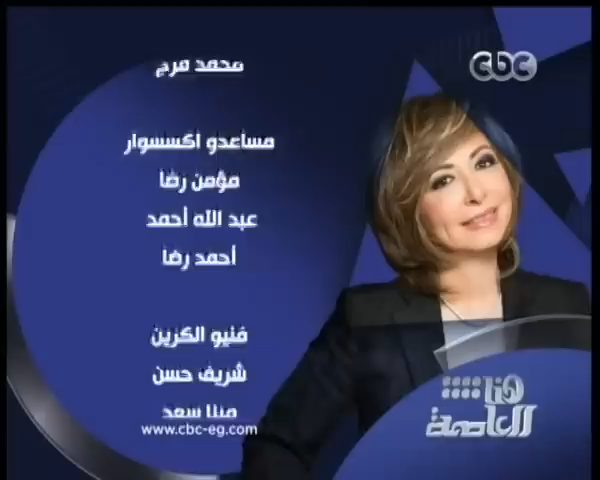 محمد فرج
cbc
مساعدو اكسسوار
مؤمن رضا
عبد الله أحمد
أحمد رضا
فنيو الكرين
شريف حسن
مينا سعد
www.cbc-eg.com
هنا
العاصمة